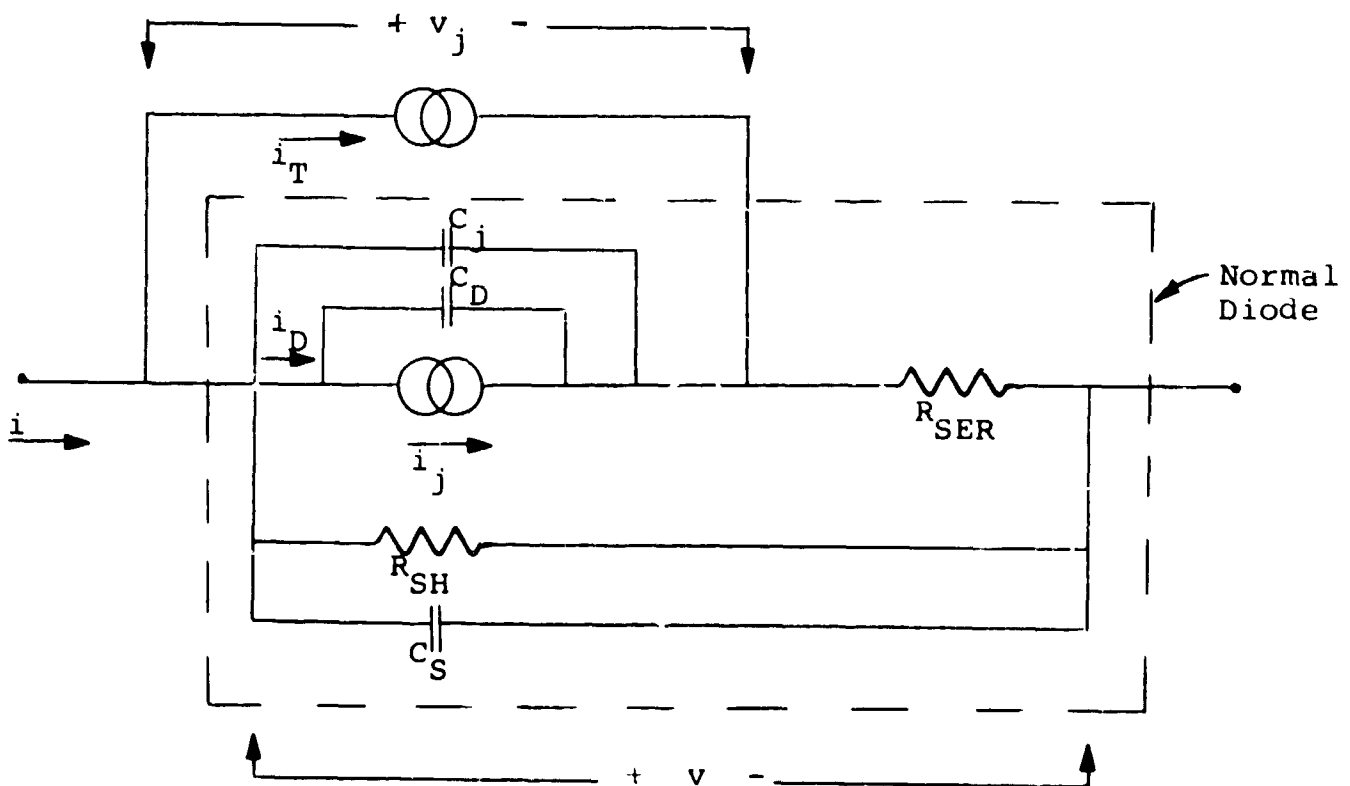 + v_j -
i_T
C_j
C_D
i_D
Normal
Diode
R_SER
i
i_j
R_SH
C_S
+ v -